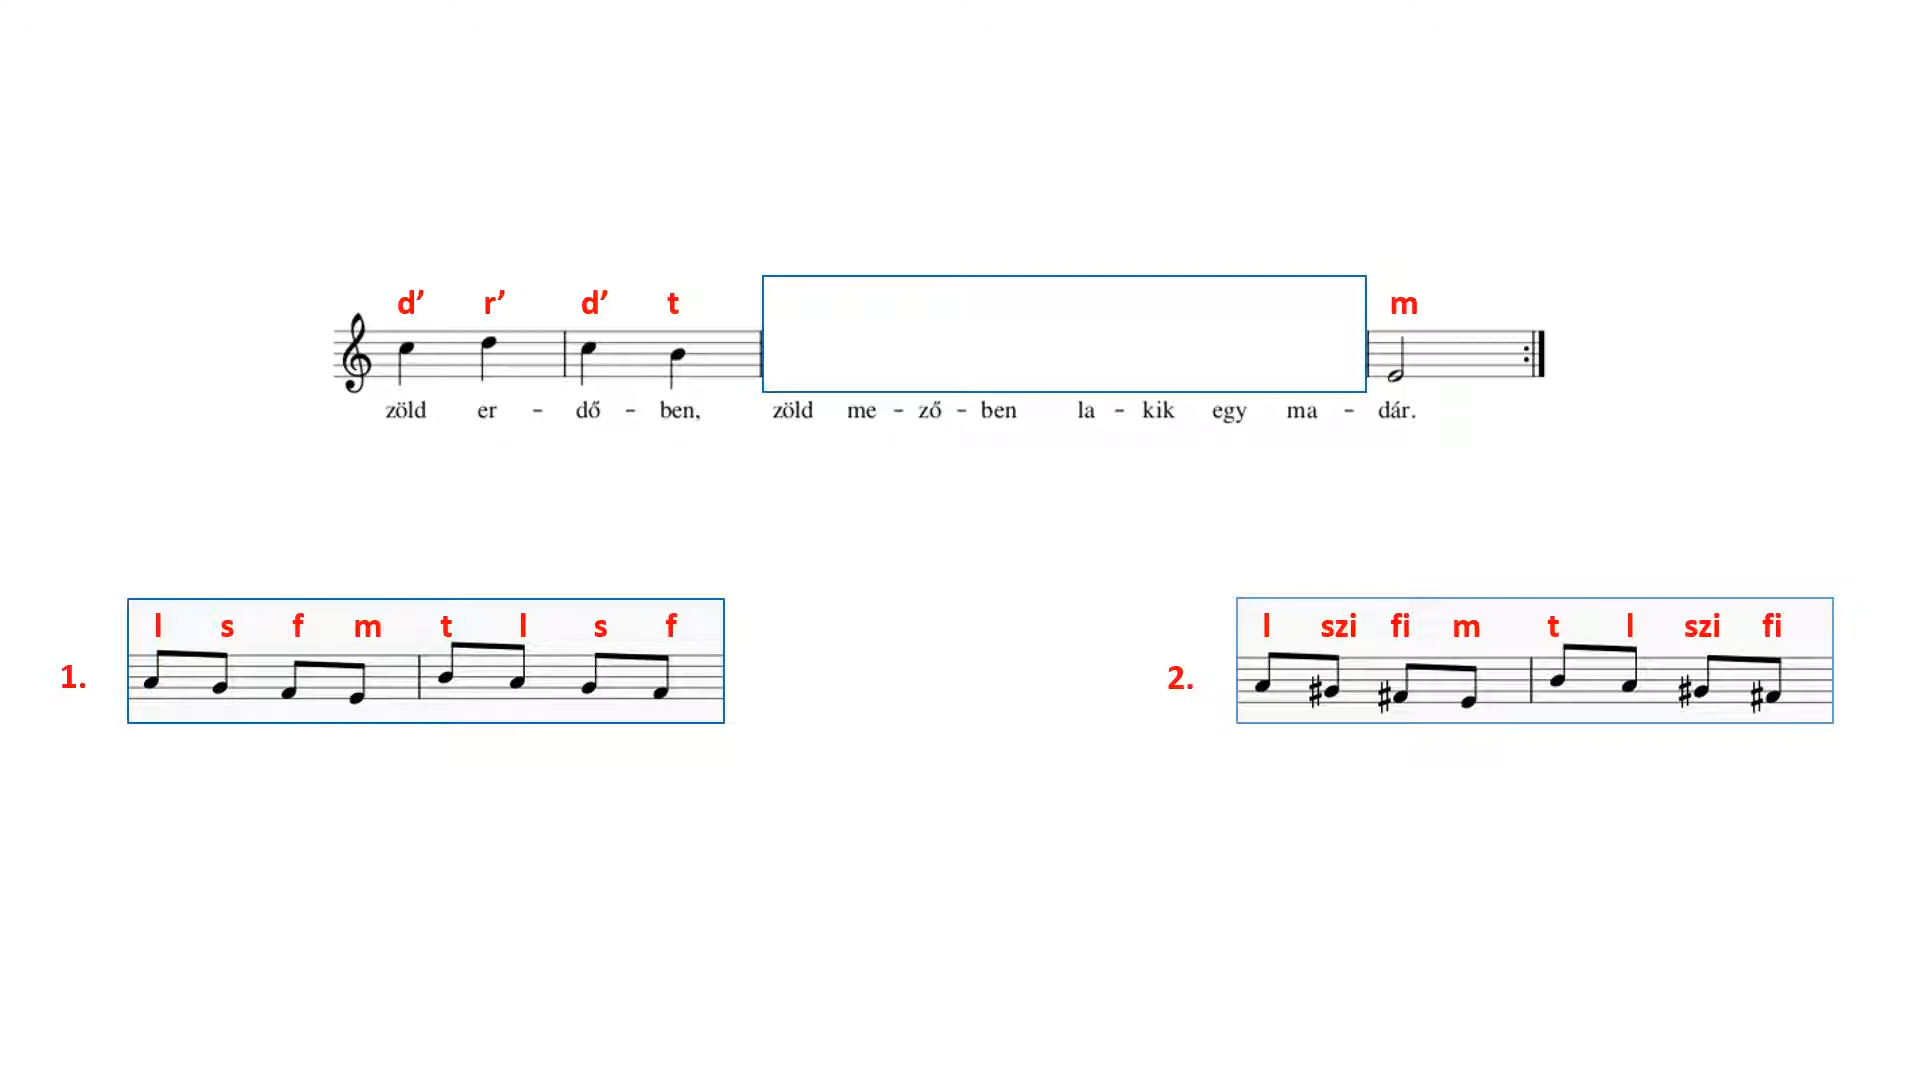 d’ r’ d’ t m
zöld er - dő - ben, zöld me - ző - ben la - kik egy ma - dár.
l s f m t l s f
1.
l szi fi m t l szi fi
2.